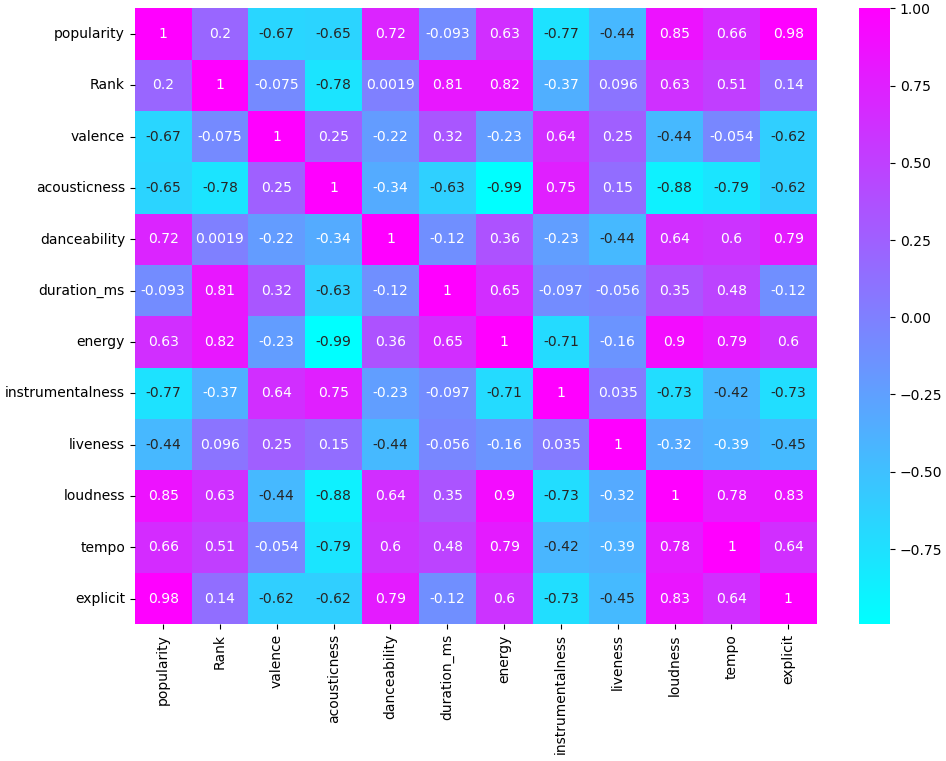 popularity 1 0.2 -0.67 -0.65 0.72 -0.093 0.63 -0.77 -0.44 0.85 0.66 0.98
Rank 0.2 1 -0.075 -0.78 0.0019 0.81 0.82 -0.37 0.096 0.63 0.51 0.14
valence -0.67 -0.075 1 0.25 -0.22 0.32 -0.23 0.64 0.25 -0.44 -0.054 -0.62
acousticness -0.65 -0.78 0.25 1 -0.34 -0.63 -0.99 0.75 0.15 -0.88 -0.79 -0.62
danceability 0.72 0.0019 -0.22 -0.34 1 -0.12 0.36 -0.23 -0.44 0.64 0.6 0.79
duration_ms -0.093 0.81 0.32 -0.63 -0.12 1 0.65 -0.097 -0.056 0.35 0.48 -0.12
energy 0.63 0.82 -0.23 -0.99 0.36 0.65 1 -0.71 -0.16 0.9 0.79 0.6
instrumentalness -0.77 -0.37 0.64 0.75 -0.23 -0.097 -0.71 1 0.035 -0.73 -0.42 -0.73
liveness -0.44 0.096 0.25 0.15 -0.44 -0.056 -0.16 0.035 1 -0.32 -0.39 -0.45
loudness 0.85 0.63 -0.44 -0.88 0.64 0.35 0.9 -0.73 -0.32 1 0.78 0.83
tempo 0.66 0.51 -0.054 -0.79 0.6 0.48 0.79 -0.42 -0.39 0.78 1 0.64
explicit 0.98 0.14 -0.62 -0.62 0.79 -0.12 0.6 -0.73 -0.45 0.83 0.64 1
popularity
Rank
valence
acousticness
danceability
duration_ms
energy
instrumentalness
liveness
loudness
tempo
explicit
1.00
0.75
0.50
0.25
0.00
−0.25
−0.50
−0.75